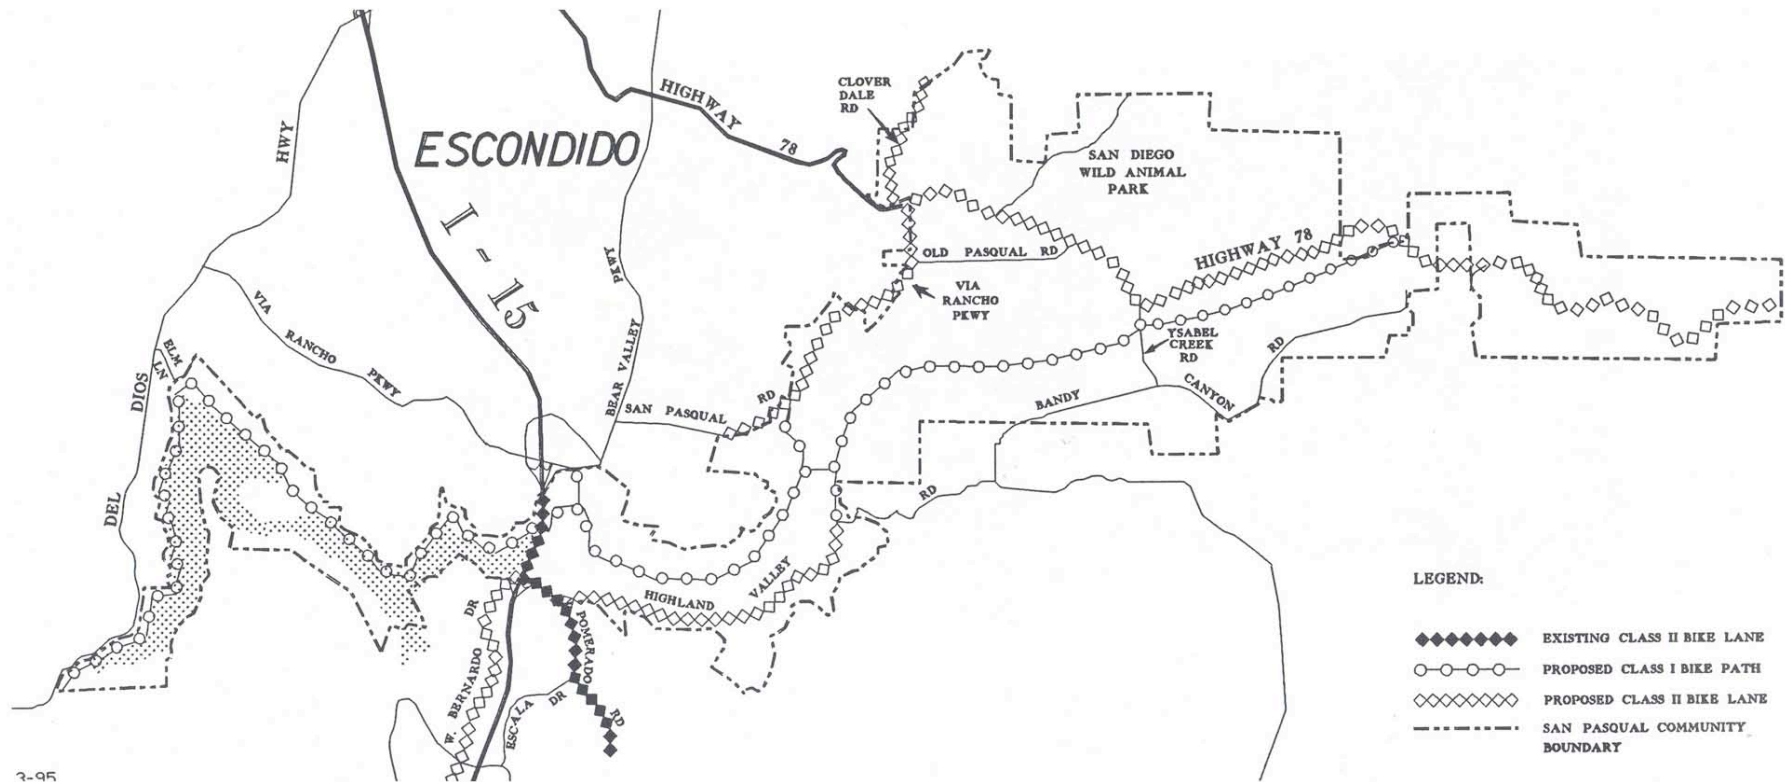 CLOVER
DALE
RD
HIGHWAY 78
HWY
ESCONDIDO
SAN DIEGO
WILD ANIMAL
PARK
I-15
PKWY
OLD PASQUAL RD
HIGHWAY 78
VIA
RANCHO
PKWY
VIA RANCHO PKWY
ELM
LN
YSABEL
CREEK
RD
RD
DIOS
BEAR VALLEY
SAN PASQUAL RD
BANDY
CANYON
DEL
RD
HIGHLAND
VALLEY
LEGEND:
DR
POMERADO
EXISTING CLASS II BIKE LANE
PROPOSED CLASS I BIKE PATH
W. BERNARDO
ESCALA
DR
RD
PROPOSED CLASS II BIKE LANE
SAN PASQUAL COMMUNITY
BOUNDARY
3-95